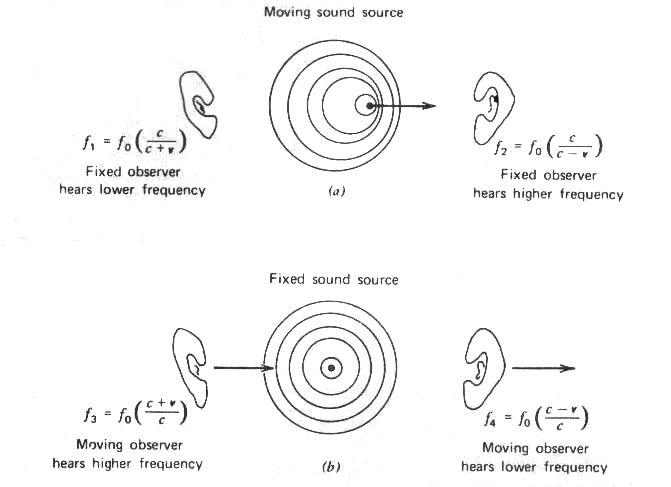 Moving sound source
f₁ = f₀(c/(c + v))
Fixed observer
hears lower frequency
f₂ = f₀(c/(c − v))
Fixed observer
hears higher frequency
(a)
Fixed sound source
f₃ = f₀((c + v)/c)
Moving observer
hears higher frequency
f₄ = f₀((c − v)/c)
Moving observer
hears lower frequency
(b)